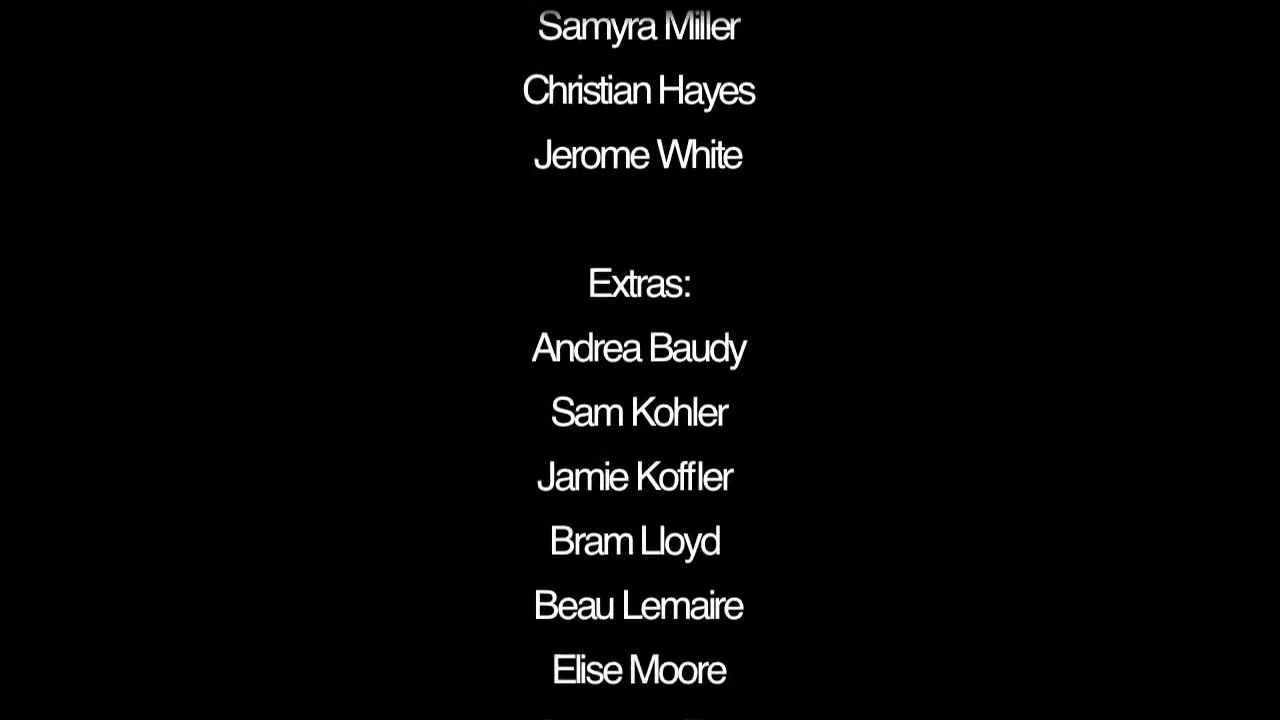 Samyra Miller
Christian Hayes
Jerome White
Extras:
Andrea Baudy
Sam Kohler
Jamie Koffler
Bram Lloyd
Beau Lemaire
Elise Moore